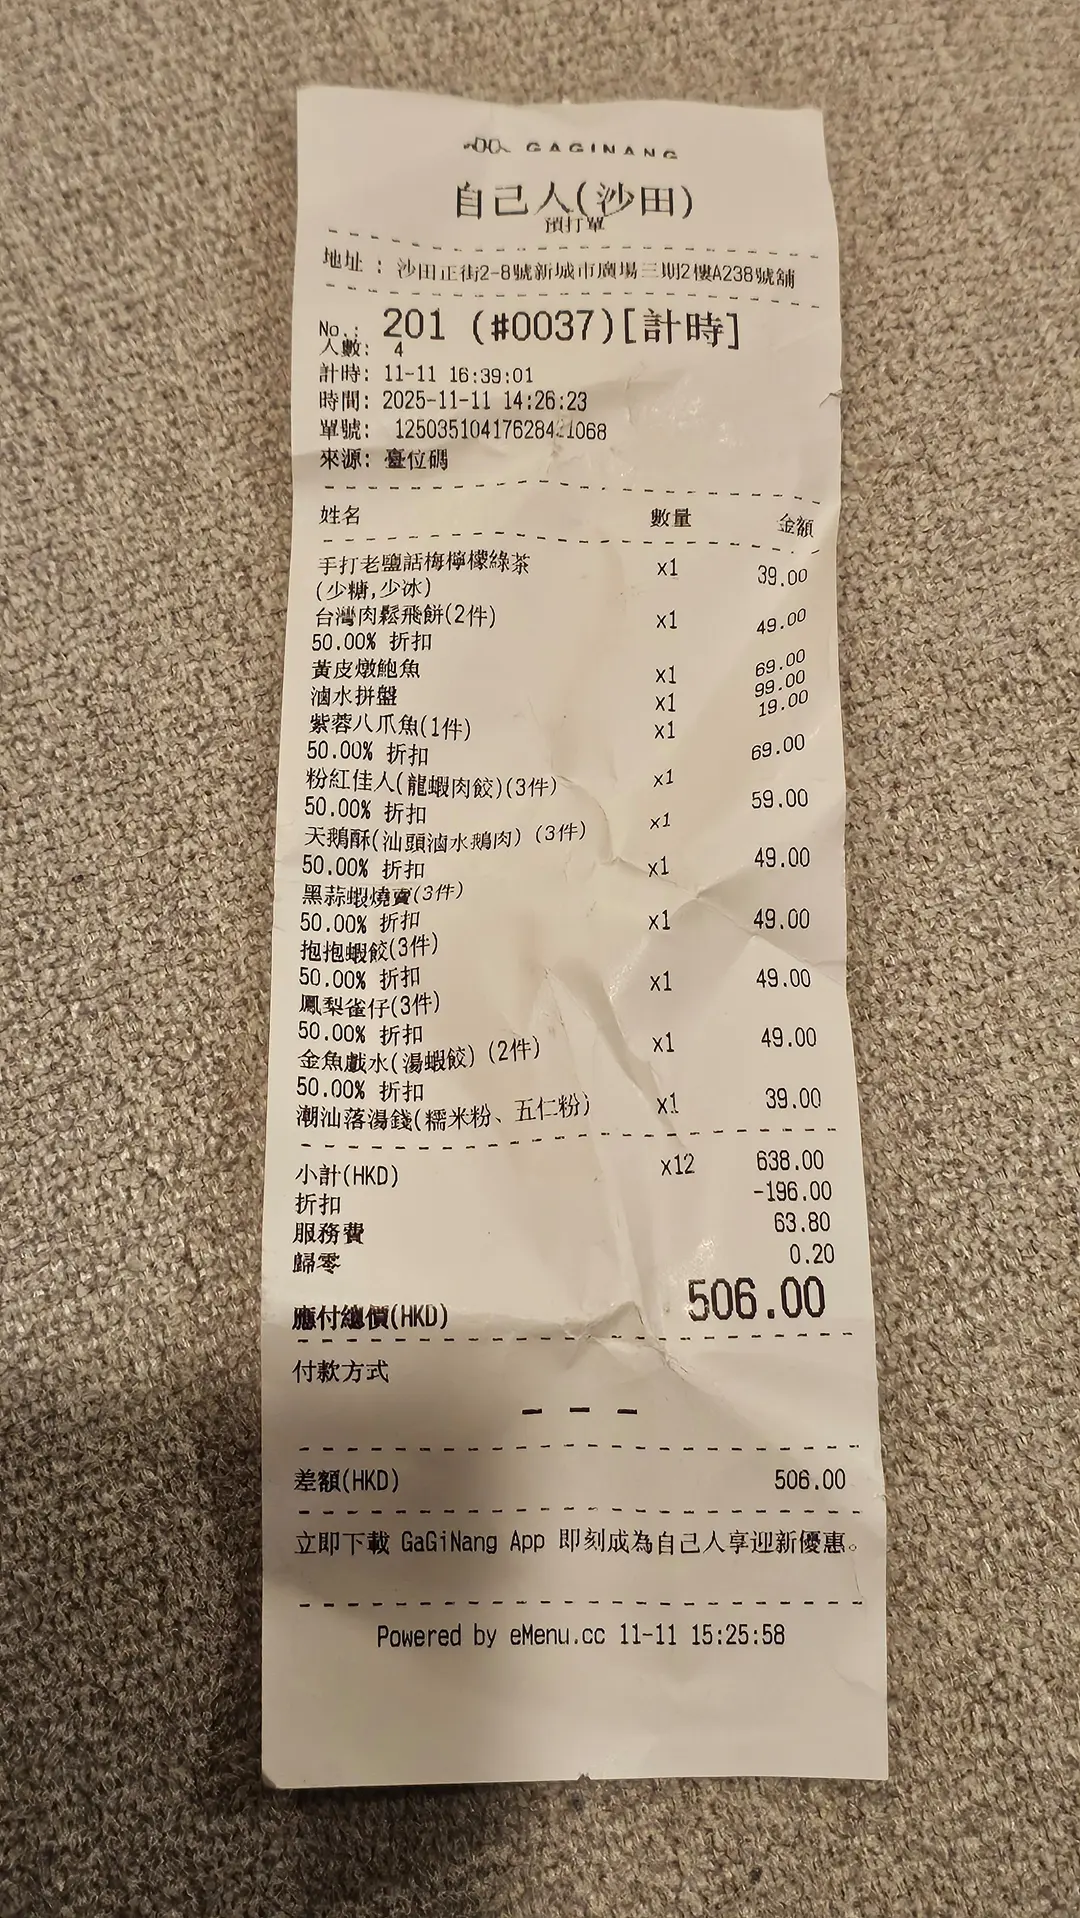 GAGINANG
自己人(沙田)
預打單
地址 : 沙田正街2-8號新城市廣場三期2樓A238號舖
No.: 201 (#0037)[計時]
人數: 4
計時: 11-11 16:39:01
時間: 2025-11-11 14:26:23
單號:
來源: 臺位碼
姓名 數量 金額
手打老鹽話梅檸檬綠茶 x1 39.00
(少糖,少冰)
台灣肉鬆飛餅(2件) x1 49.00
50.00% 折扣
黃皮燉鮑魚 x1 69.00
滷水拼盤 x1 99.00
紫蓉八爪魚(1件) x1 19.00
50.00% 折扣
粉紅佳人(龍蝦肉餃)(3件) x1 69.00
50.00% 折扣
天鵝酥(汕頭滷水鵝肉) (3件) x1 59.00
50.00% 折扣
黑蒜蝦燒賣(3件) x1 49.00
50.00% 折扣
抱抱蝦餃(3件) x1 49.00
50.00% 折扣
鳳梨雀仔(3件) x1 49.00
50.00% 折扣
金魚戲水(湯蝦餃) (2件) x1 49.00
50.00% 折扣
潮汕落湯錢(糯米粉、五仁粉) x1 39.00
小計(HKD) x12 638.00
折扣 -196.00
服務費 63.80
歸零 0.20
應付總價(HKD) 506.00
付款方式
---
差額(HKD) 506.00
立即下載 GaGiNang App 即刻成為自己人享迎新優惠。
Powered by eMenu.cc 11-11 15:25:58